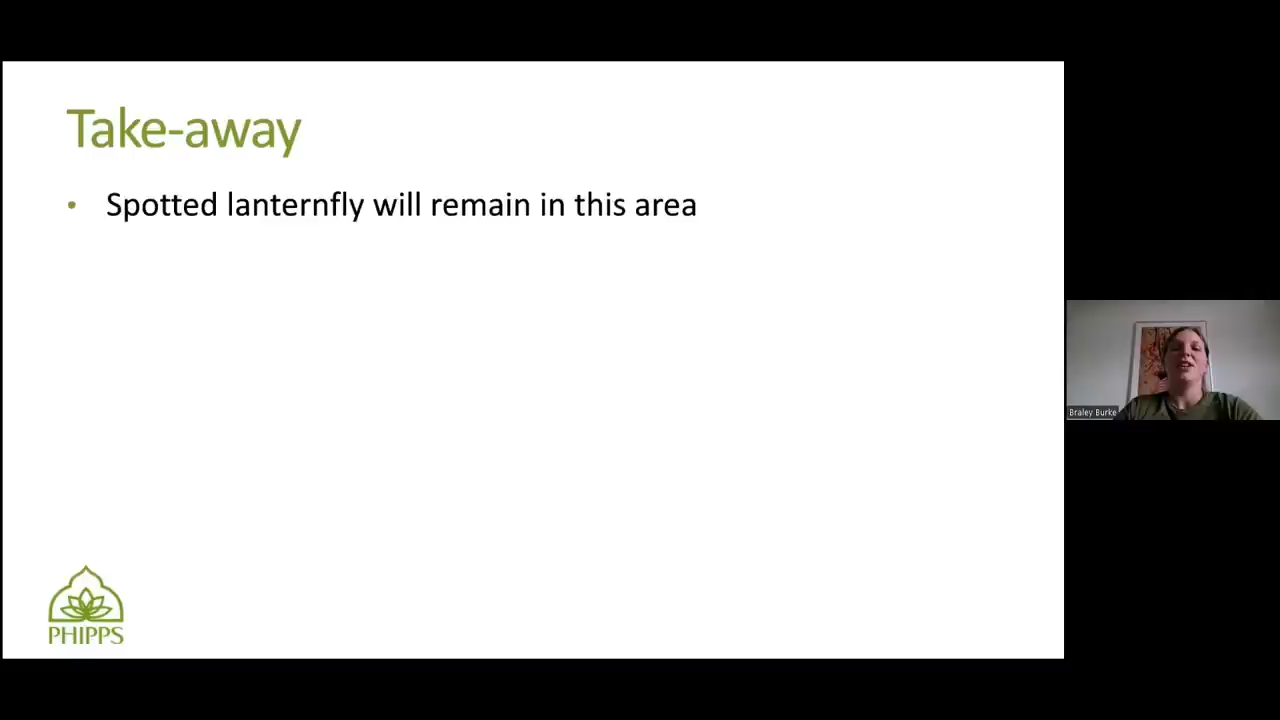 Take-away
• Spotted lanternfly will remain in this area
Braley Burke
PHIPPS